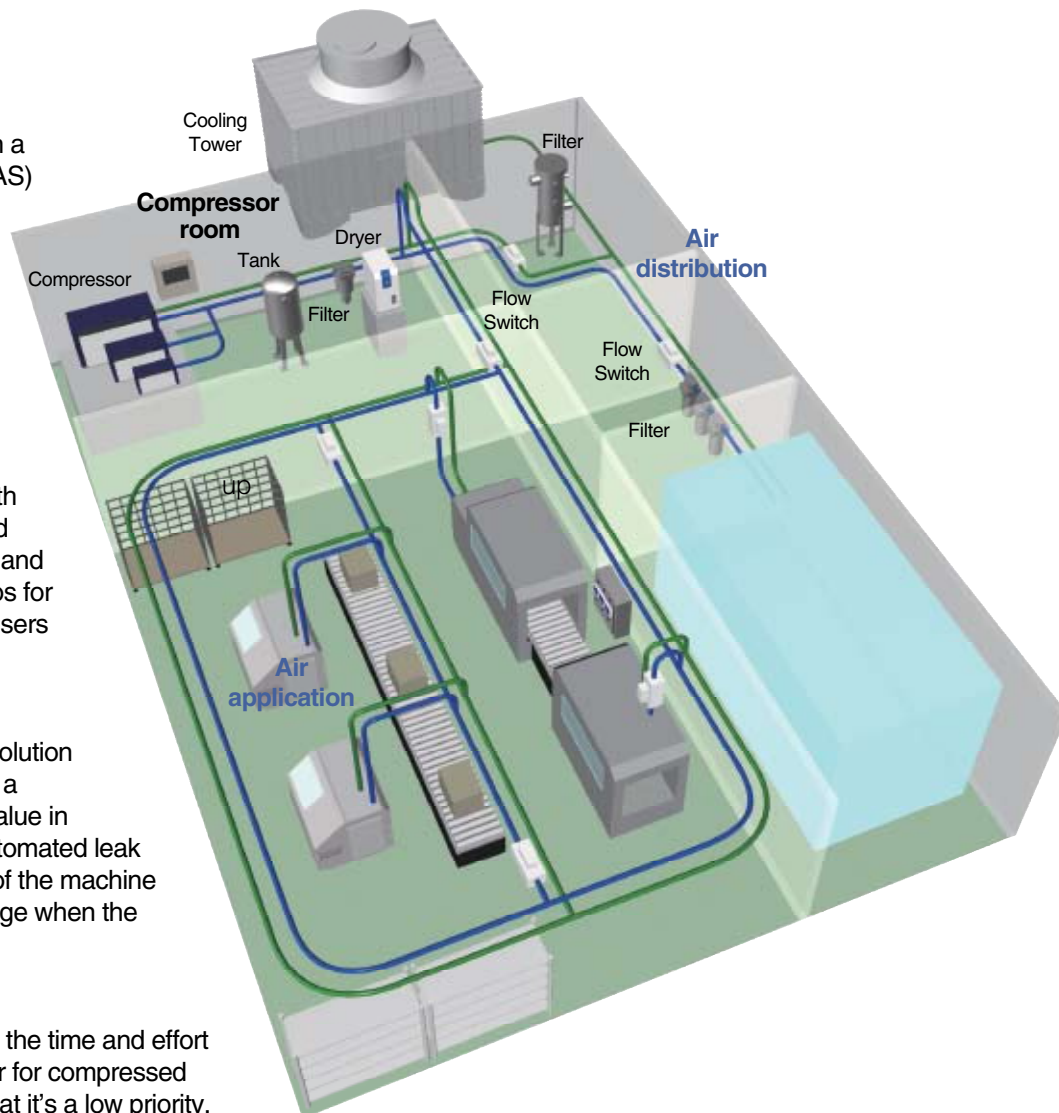 n a
AS)
th
d
and
os for
sers
olution
a
alue in
tomated leak
of the machine
ge when the
the time and effort
r for compressed
at it's a low priority.
Cooling
Tower
Filter
Compressor
room
Dryer
Tank
Compressor
Filter
Air
distribution
Flow
Switch
Flow
Switch
Filter
up
Air
application